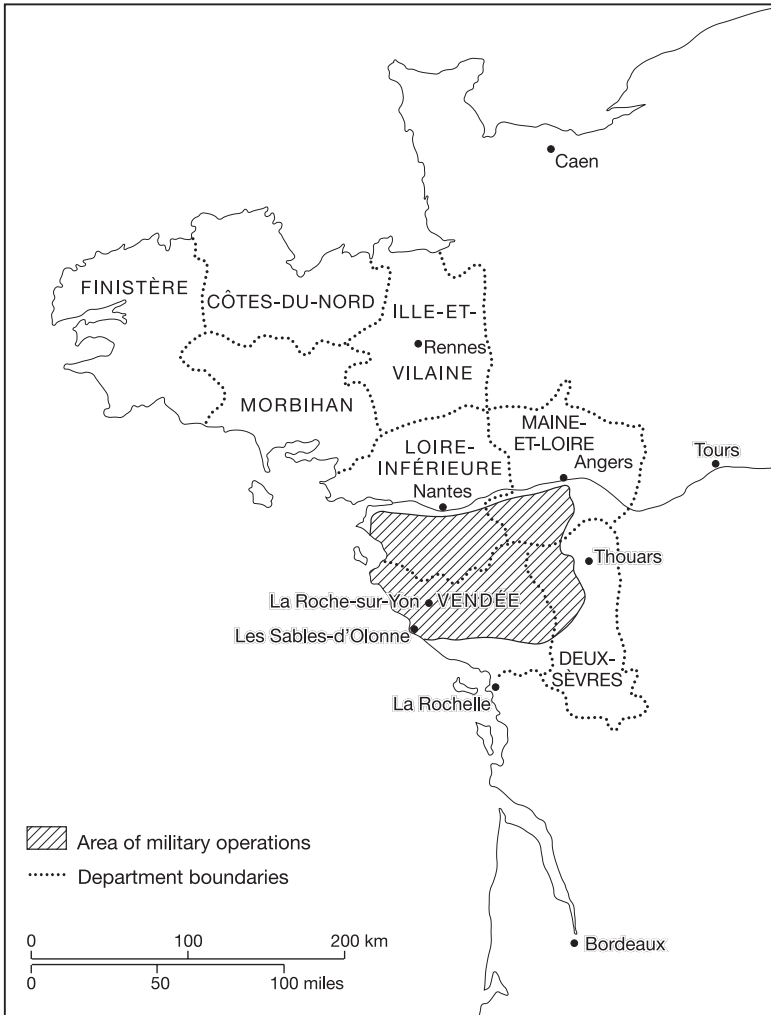 Caen
FINISTÈRE
CÔTES-DU-NORD
ILLE-ET-
VILAINE
Rennes
MORBIHAN
LOIRE-
INFÉRIEURE
Nantes
MAINE-
ET-LOIRE
Angers
Tours
Thouars
La Roche-sur-Yon
VENDÉE
Les Sables-d'Olonne
DEUX-
SÈVRES
La Rochelle
Area of military operations
Department boundaries
0 100 200 km
0 50 100 miles
Bordeaux